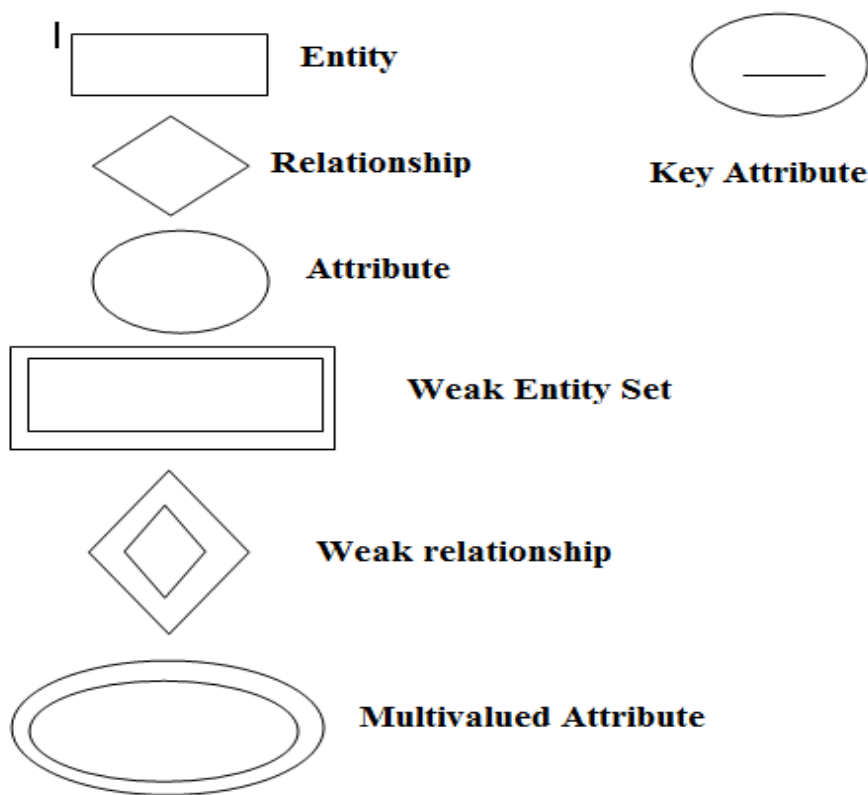 Entity
Relationship
Key Attribute
Attribute
Weak Entity Set
Weak relationship
Multivalued Attribute